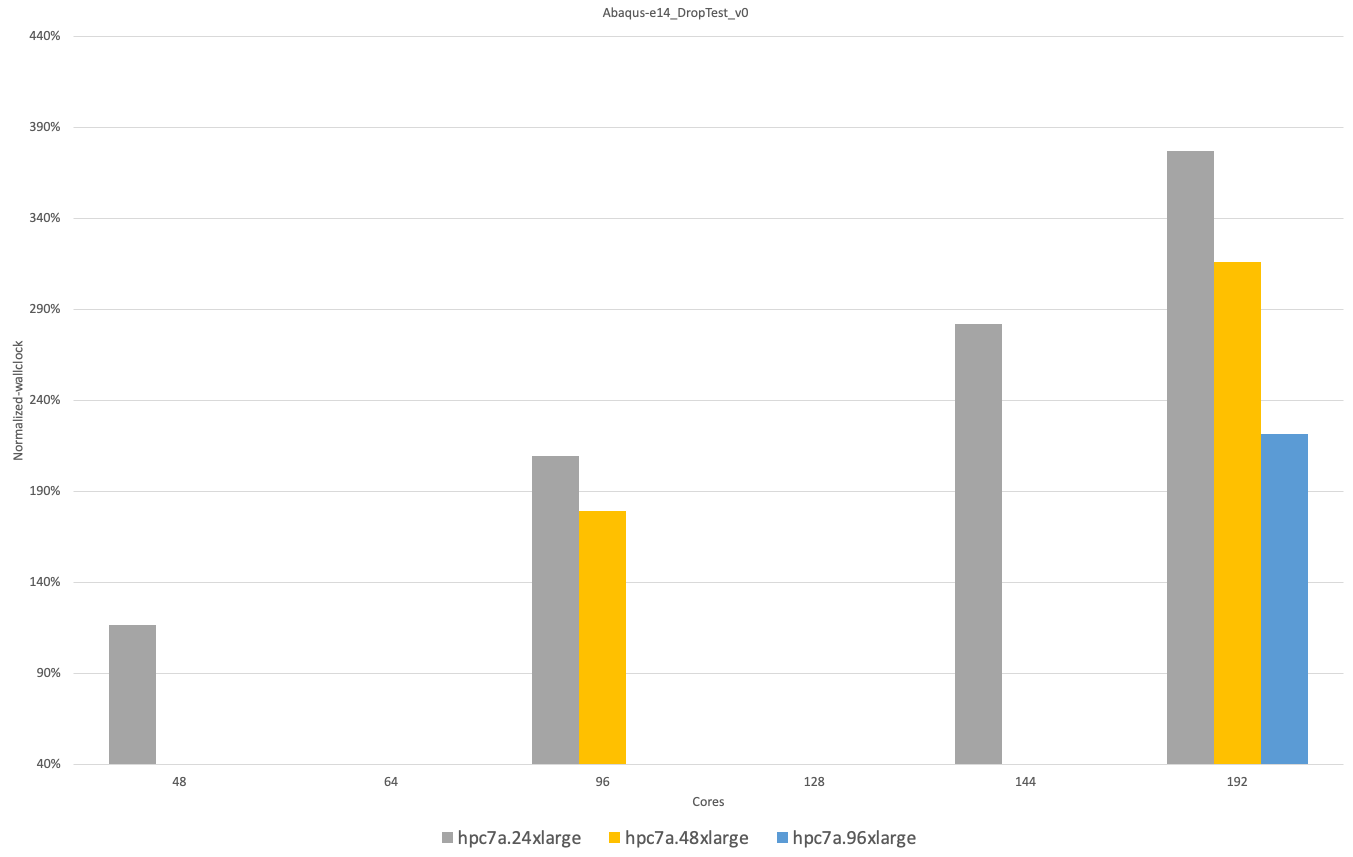 Abaqus-e14_DropTest_v0
440%
390%
340%
290%
240%
190%
140%
90%
40%
Normalized-wallclock
48 64 96 128 144 192
Cores
hpc7a.24xlarge hpc7a.48xlarge hpc7a.96xlarge